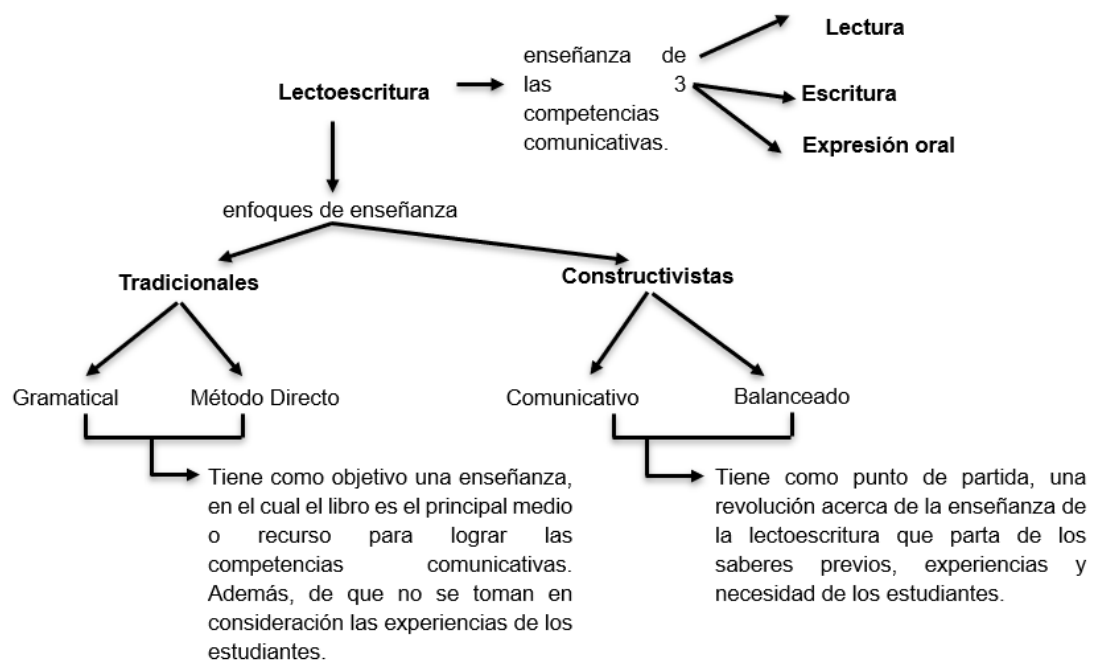 Lectoescritura
enseñanza de
las 3
competencias
comunicativas.
Lectura
Escritura
Expresión oral
enfoques de enseñanza
Tradicionales
Constructivistas
Gramatical
Método Directo
Comunicativo
Balanceado
Tiene como objetivo una enseñanza,
en el cual el libro es el principal medio
o recurso para lograr las
competencias comunicativas.
Además, de que no se toman en
consideración las experiencias de los
estudiantes.
Tiene como punto de partida, una
revolución acerca de la enseñanza de
la lectoescritura que parta de los
saberes previos, experiencias y
necesidad de los estudiantes.